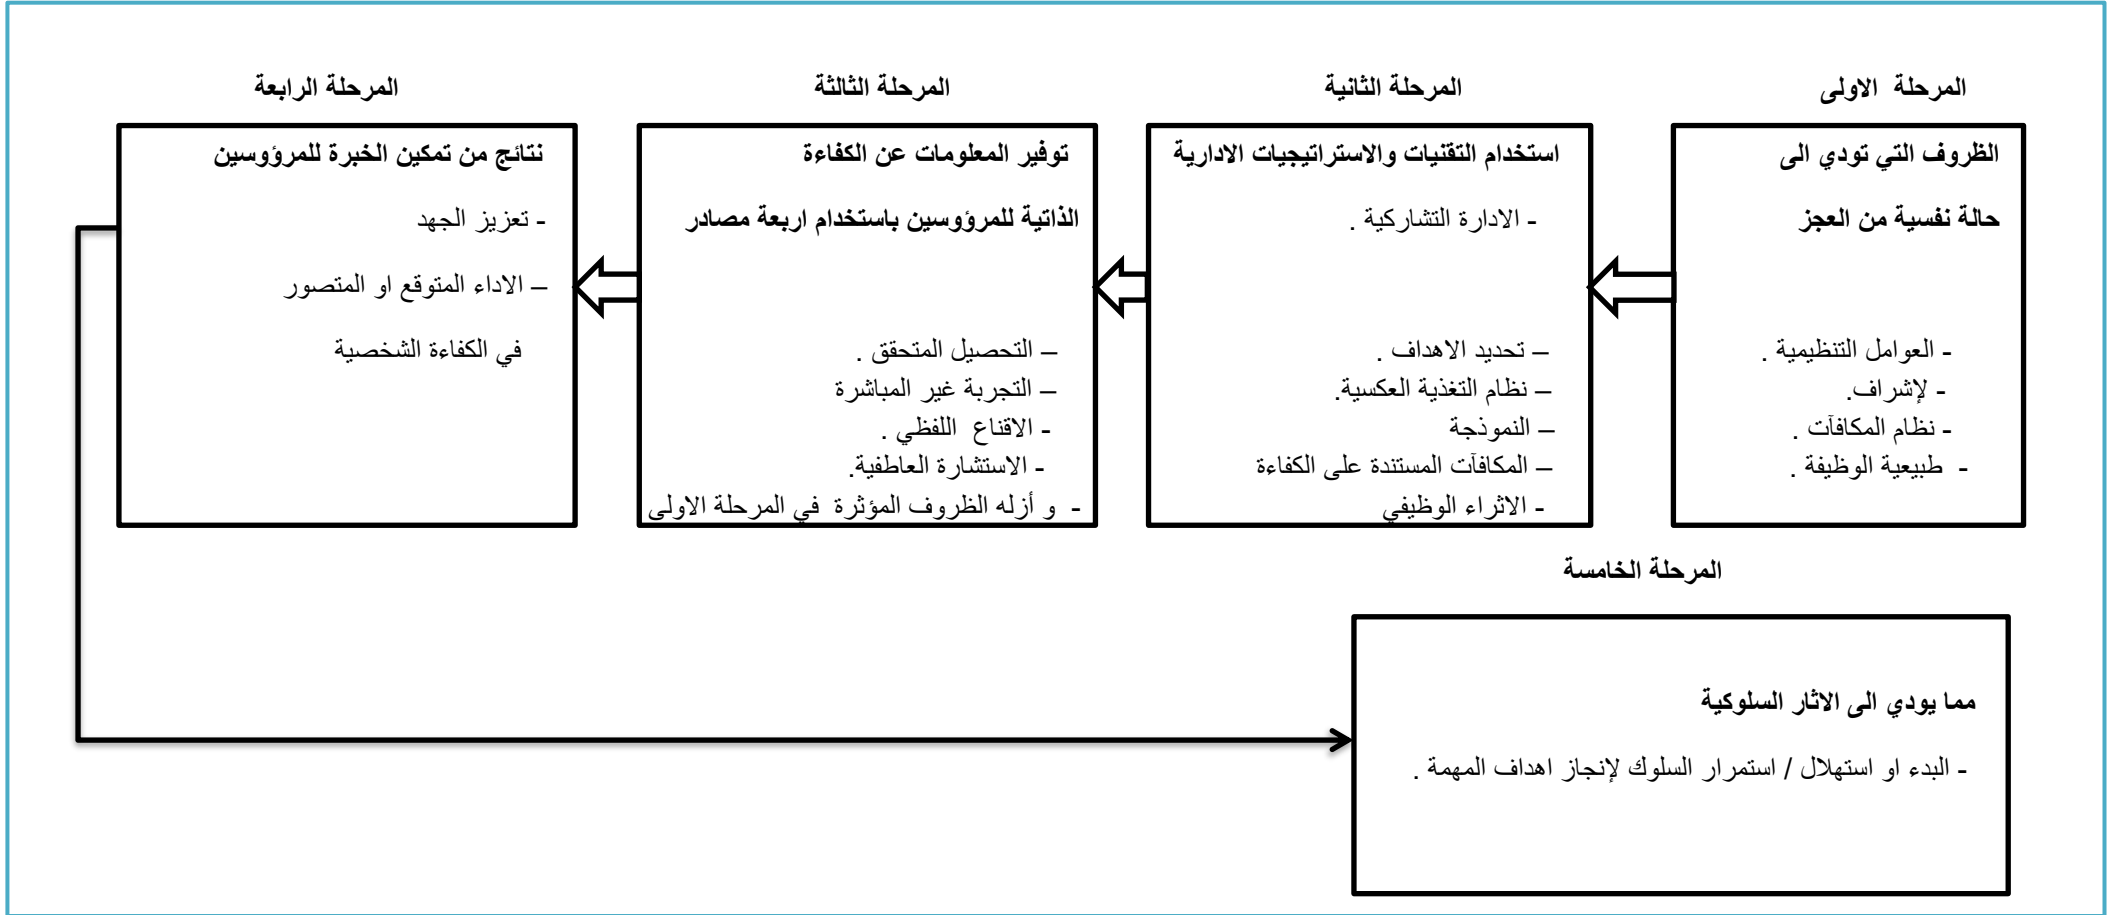 المرحلة الاولى
الظروف التي تودي الى
حالة نفسية من العجز
- العوامل التنظيمية .
- لإشراف.
- نظام المكافآت .
- طبيعية الوظيفة .
المرحلة الثانية
استخدام التقنيات والاستراتيجيات الادارية
- الادارة التشاركية .
– تحديد الاهداف .
– نظام التغذية العكسية.
– النموذجة
– المكافآت المستندة على الكفاءة
- الاثراء الوظيفي
المرحلة الثالثة
توفير المعلومات عن الكفاءة
الذاتية للمرؤوسين باستخدام اربعة مصادر
– التحصيل المتحقق .
– التجربة غير المباشرة
- الاقناع اللفظي .
- الاستشارة العاطفية.
- و أزله الظروف المؤثرة في المرحلة الاولى
المرحلة الرابعة
نتائج من تمكين الخبرة للمرؤوسين
- تعزيز الجهد
– الاداء المتوقع او المتصور
في الكفاءة الشخصية
المرحلة الخامسة
مما يودي الى الاثار السلوكية
- البدء او استهلال / استمرار السلوك لإنجاز اهداف المهمة .